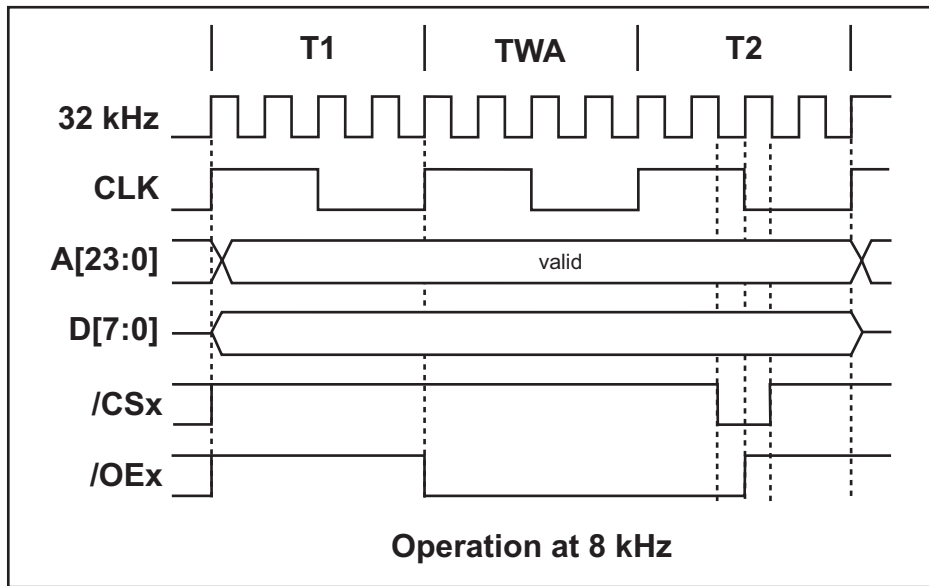 T1 TWA T2
32 kHz
CLK
A[23:0] valid
D[7:0]
/CSx
/OEx
Operation at 8 kHz